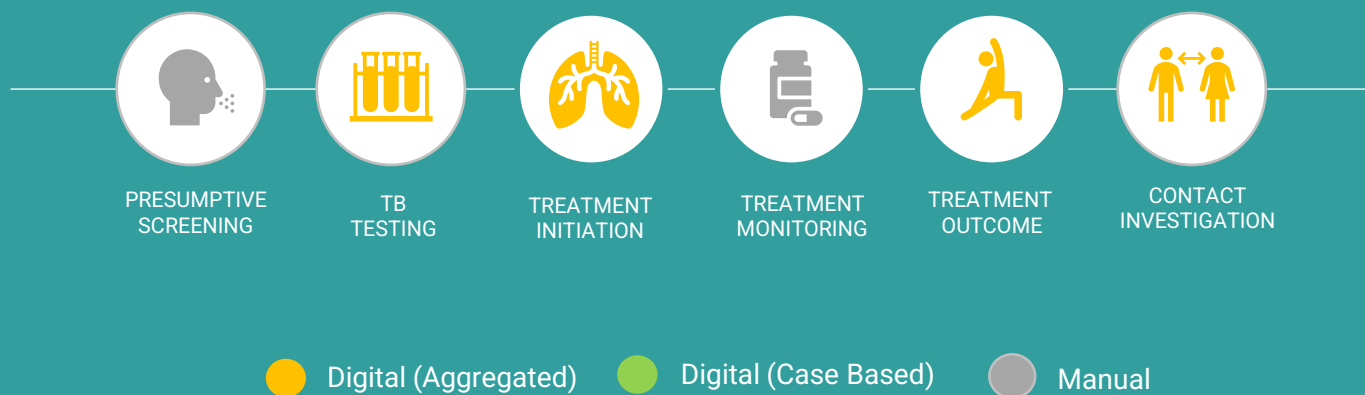 PRESUMPTIVE
SCREENING
TB
TESTING
TREATMENT
INITIATION
TREATMENT
MONITORING
TREATMENT
OUTCOME
CONTACT
INVESTIGATION
Digital (Aggregated)
Digital (Case Based)
Manual